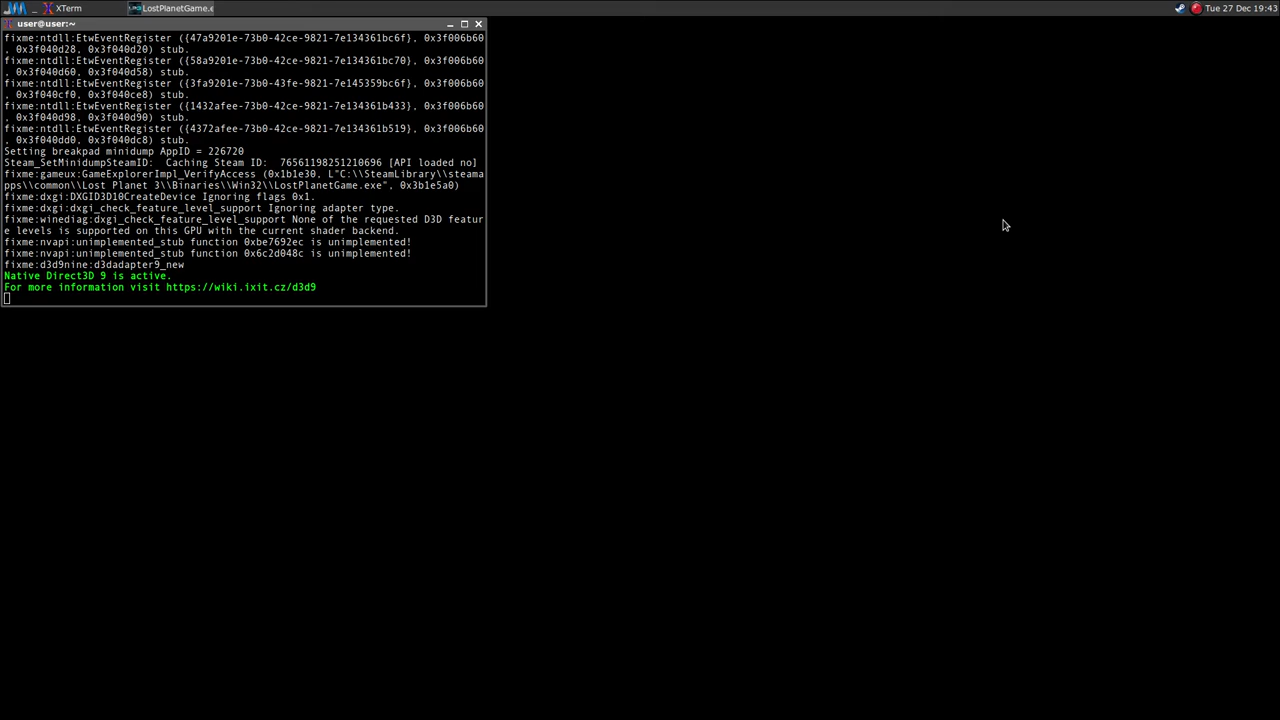 _ XTerm LostPlanetGame.e Tue 27 Dec, 19:43
user@user:~
fixme:ntdll:EtwEventRegister ({47a9201e-73b0-42ce-9821-7e134361bc6f}, 0x3f006b60
, 0x3f040d28, 0x3f040d20) stub.
fixme:ntdll:EtwEventRegister ({58a9201e-73b0-42ce-9821-7e134361bc70}, 0x3f006b60
, 0x3f040d60, 0x3f040d58) stub.
fixme:ntdll:EtwEventRegister ({3fa9201e-73b0-43fe-9821-7e145359bc6f}, 0x3f006b60
, 0x3f040cf0, 0x3f040ce8) stub.
fixme:ntdll:EtwEventRegister ({1432afee-73b0-42ce-9821-7e134361b433}, 0x3f006b60
, 0x3f040d98, 0x3f040d90) stub.
fixme:ntdll:EtwEventRegister ({4372afee-73b0-42ce-9821-7e134361b519}, 0x3f006b60
, 0x3f040dd0, 0x3f040dc8) stub.
Setting breakpad minidump AppID = 226720
Steam_SetMinidumpSteamID:  Caching Steam ID:  76561198251210696 [API loaded no]
fixme:gameux:GameExplorerImpl_VerifyAccess (0x1b1e30, L"C:\\SteamLibrary\\steama
pps\\common\\Lost Planet 3\\Binaries\\Win32\\LostPlanetGame.exe", 0x3b1e5a0)
fixme:dxgi:DXGID3D10CreateDevice Ignoring flags 0x1.
fixme:dxgi:dxgi_check_feature_level_support Ignoring adapter type.
fixme:winediag:dxgi_check_feature_level_support None of the requested D3D featur
e levels is supported on this GPU with the current shader backend.
fixme:nvapi:unimplemented_stub function 0xbe7692ec is unimplemented!
fixme:nvapi:unimplemented_stub function 0x6c2d048c is unimplemented!
fixme:d3d9nine:d3dadapter9_new
Native Direct3D 9 is active.
For more information visit https://wiki.ixit.cz/d3d9